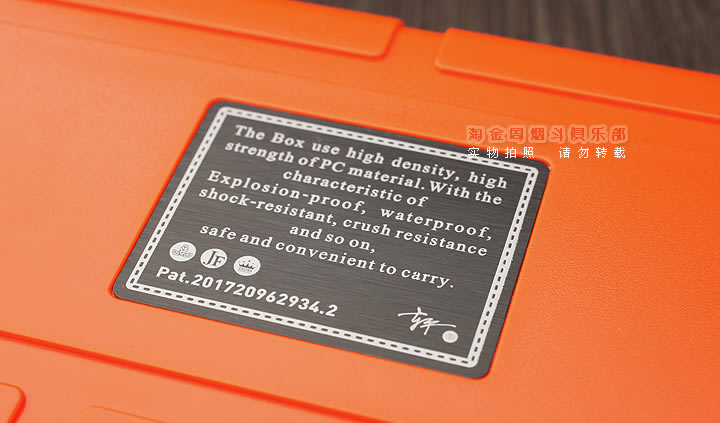 淘金周烟斗俱乐部
实物拍照 请勿转载
The Box use high density, high
strength of PC material. With the
characteristic of
Explosion-proof, waterproof,
shock-resistant, crush resistance
and so on,
safe and convenient to carry.
JF
Pat.201720962934.2